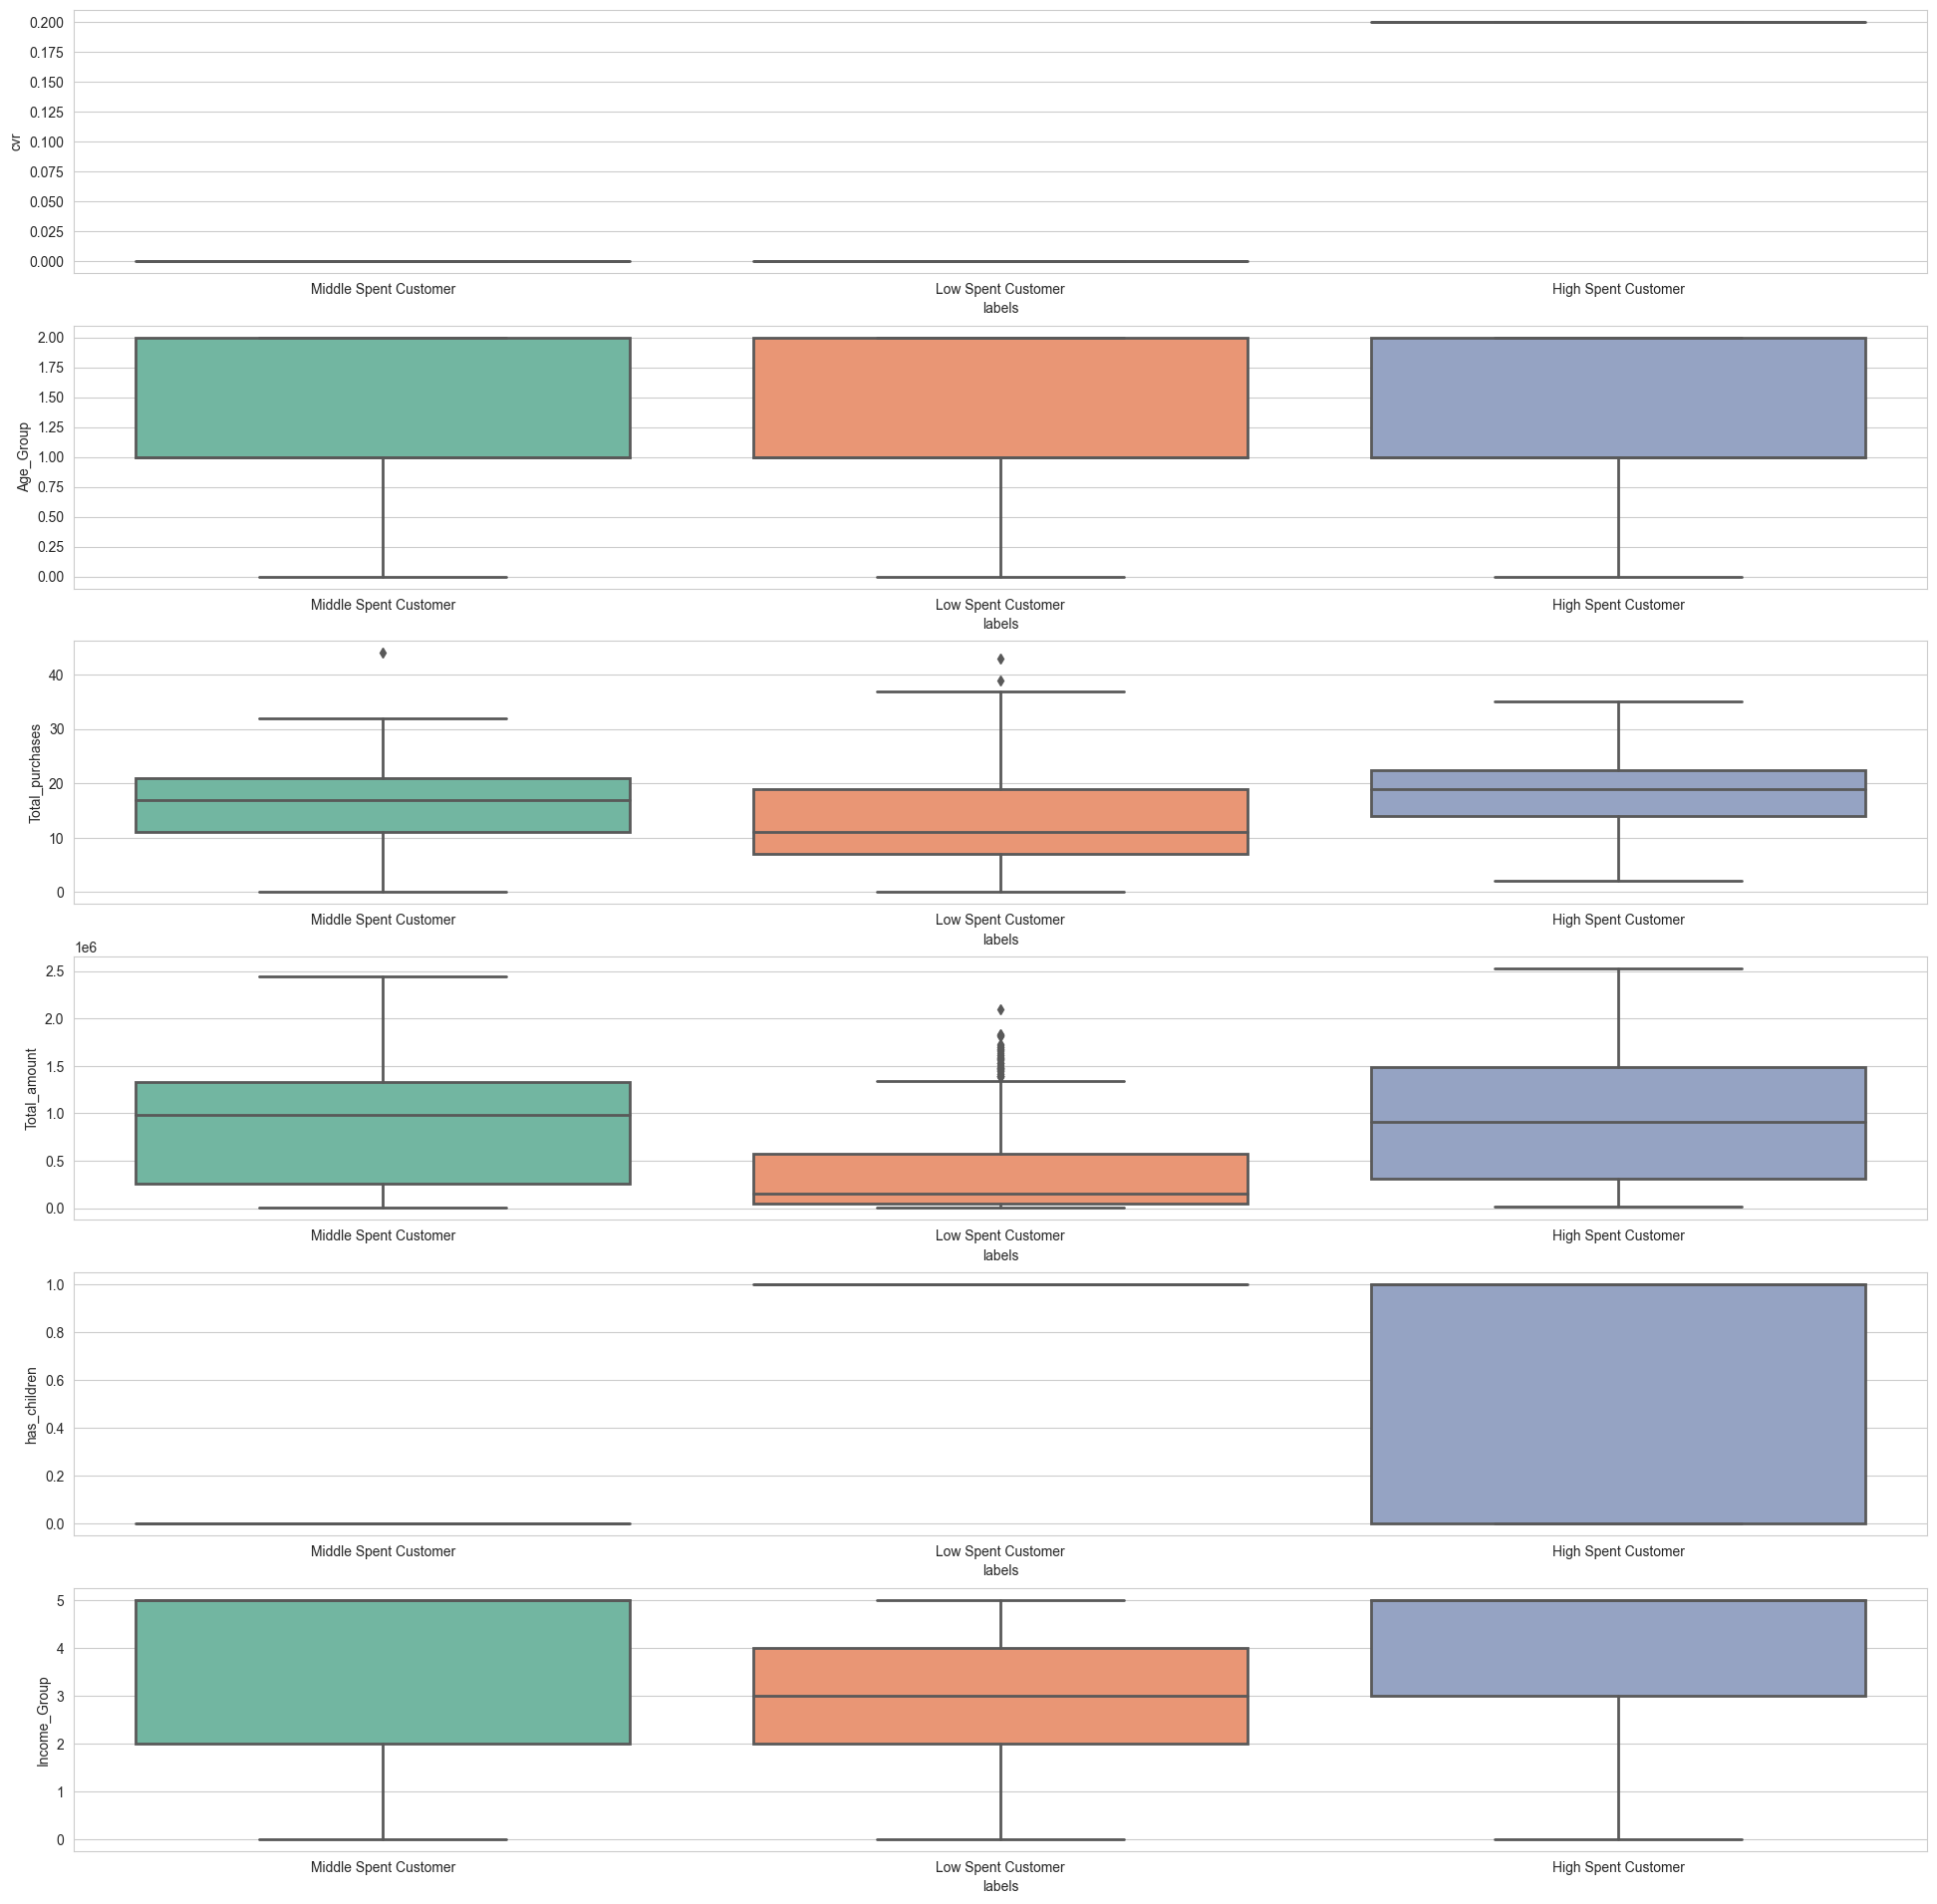 cvr
0.200
0.175
0.150
0.125
0.100
0.075
0.050
0.025
0.000
Middle Spent Customer
Low Spent Customer
High Spent Customer
labels
Age_Group
2.00
1.75
1.50
1.25
1.00
0.75
0.50
0.25
0.00
Middle Spent Customer
Low Spent Customer
High Spent Customer
labels
Total_purchases
40
30
20
10
0
Middle Spent Customer
Low Spent Customer
High Spent Customer
labels
1e6
Total_amount
2.5
2.0
1.5
1.0
0.5
0.0
Middle Spent Customer
Low Spent Customer
High Spent Customer
labels
has_children
1.0
0.8
0.6
0.4
0.2
0.0
Middle Spent Customer
Low Spent Customer
High Spent Customer
labels
Income_Group
5
4
3
2
1
0
Middle Spent Customer
Low Spent Customer
High Spent Customer
labels